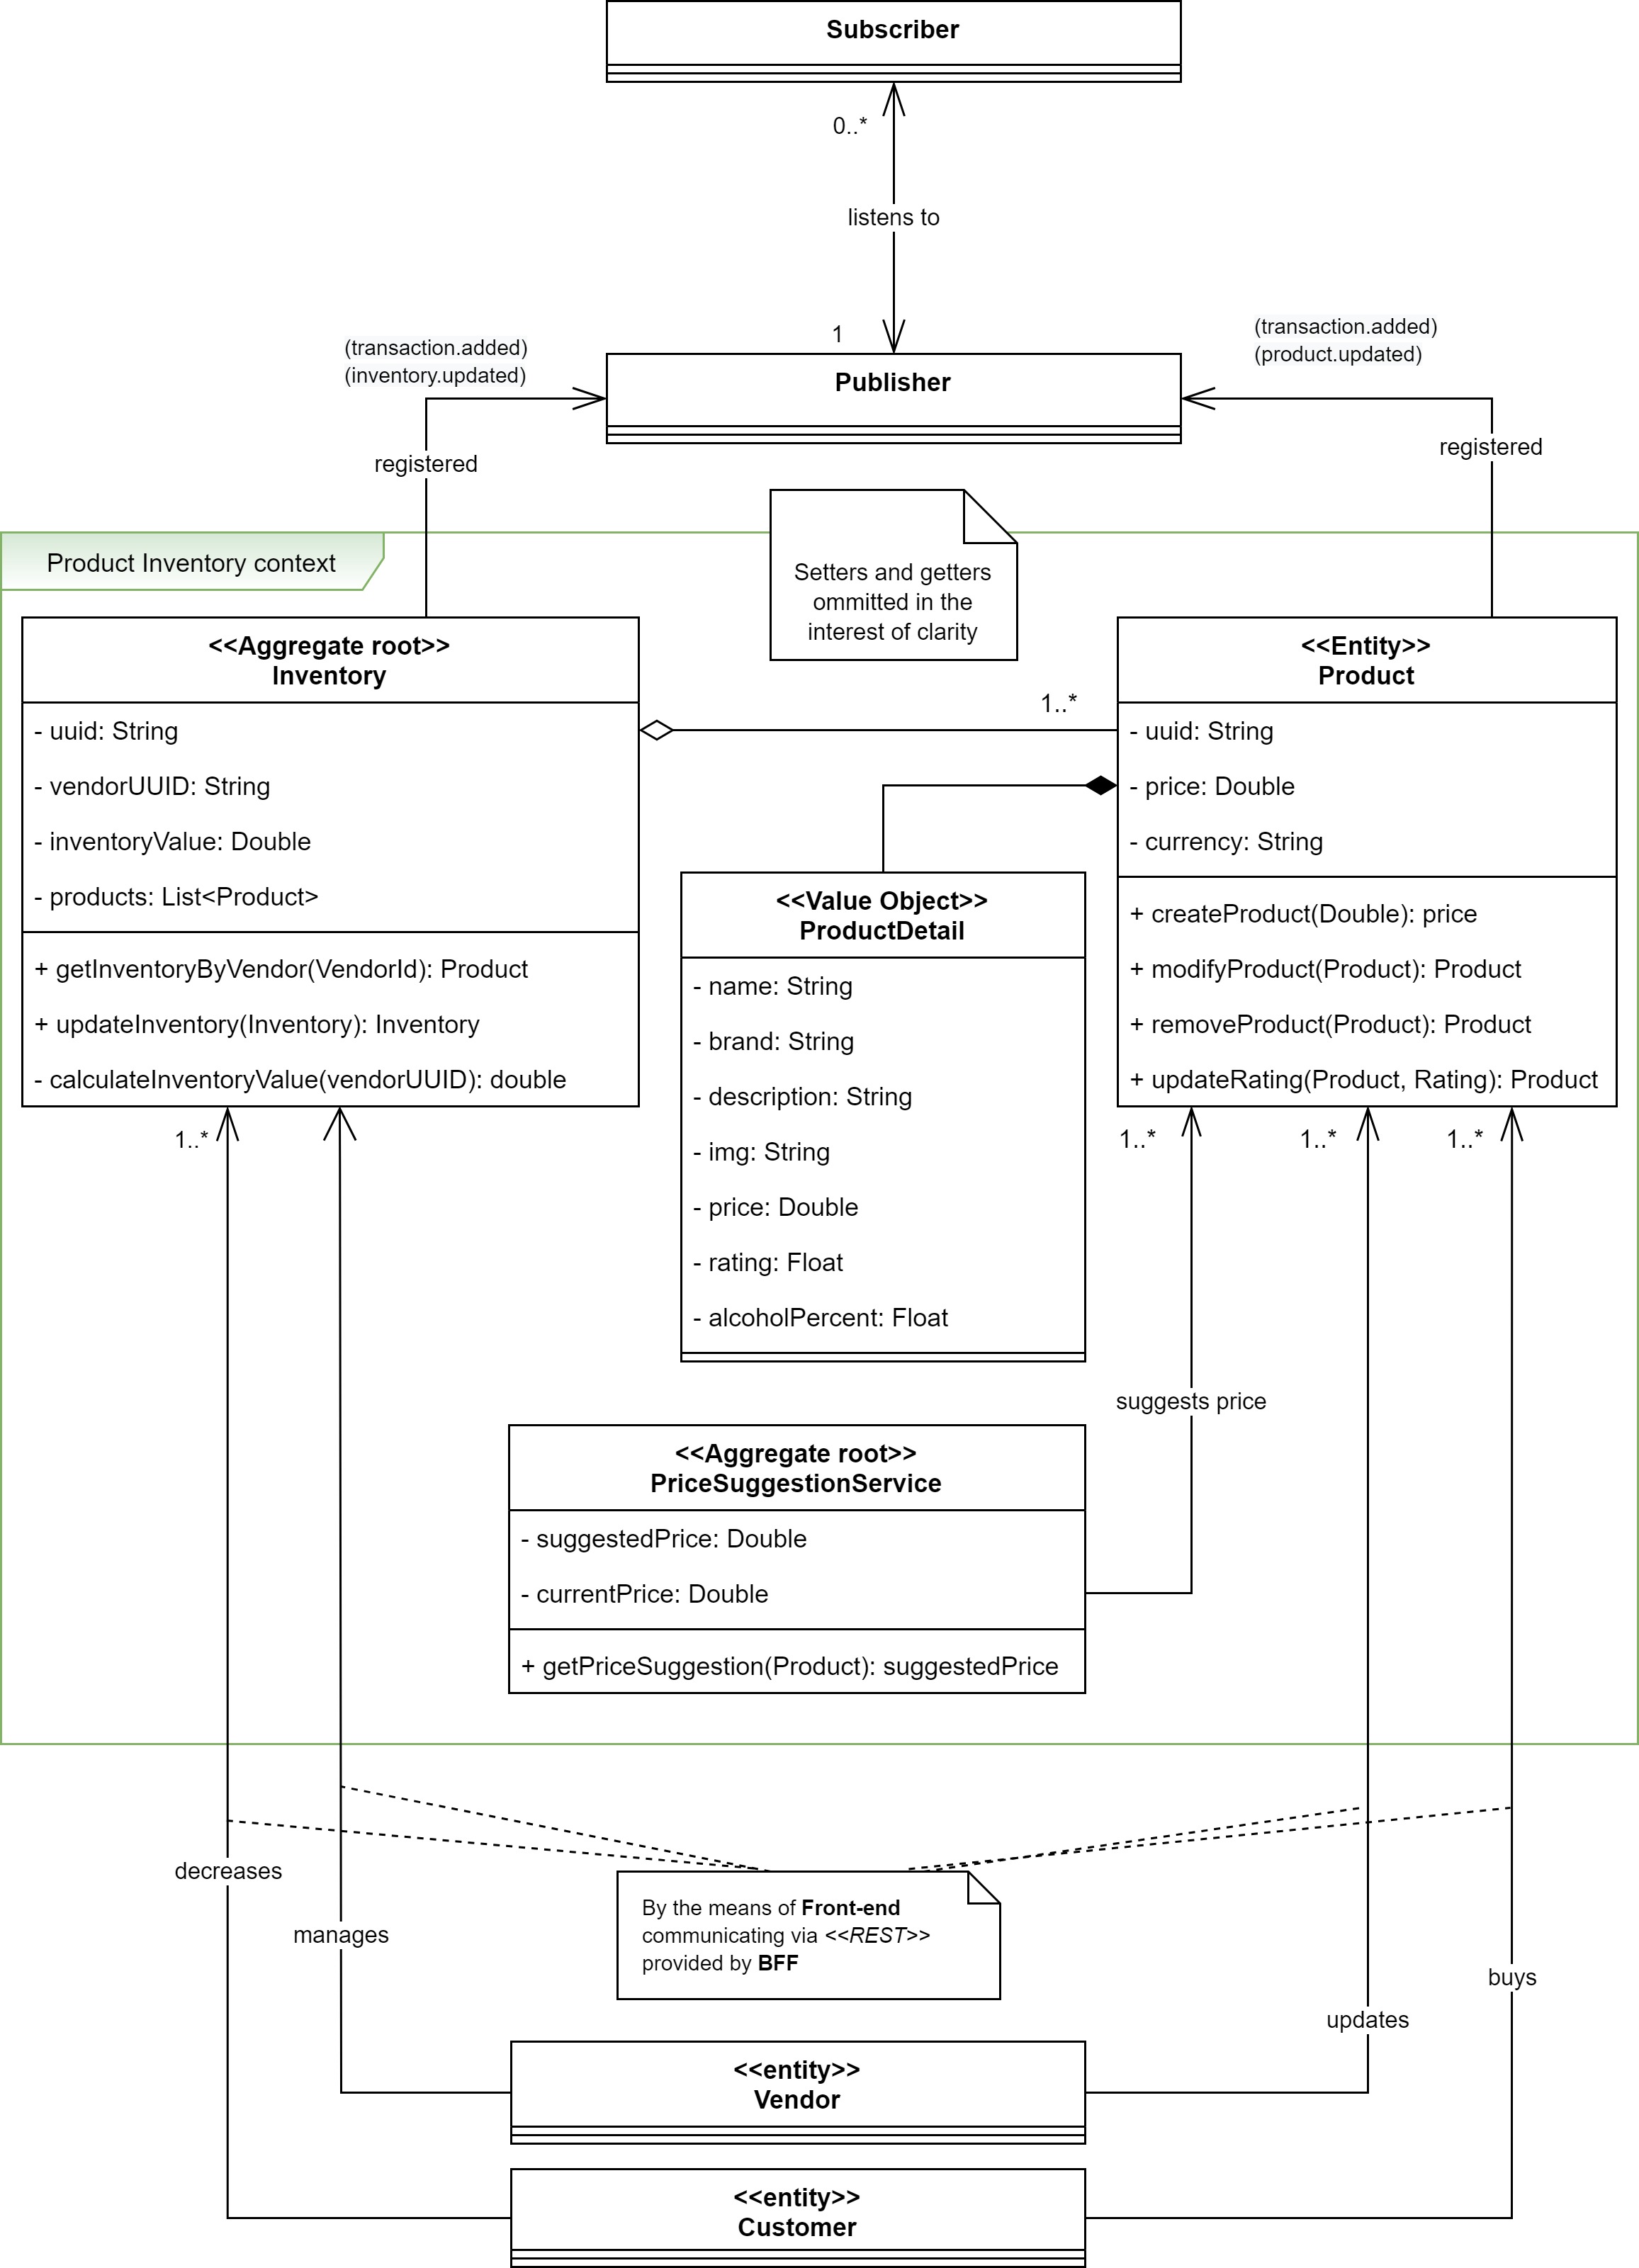 Subscriber
0..*
listens to
1
(transaction.added)
(inventory.updated)
(transaction.added)
(product.updated)
Publisher
registered
registered
Product Inventory context
Setters and getters
ommitted in the
interest of clarity
<<Aggregate root>>
Inventory
- uuid: String
- vendorUUID: String
- inventoryValue: Double
- products: List<Product>
+ getInventoryByVendor(VendorId): Product
+ updateInventory(Inventory): Inventory
- calculateInventoryValue(vendorUUID): double
1..*
<<Entity>>
Product
- uuid: String
- price: Double
- currency: String
+ createProduct(Double): price
+ modifyProduct(Product): Product
+ removeProduct(Product): Product
+ updateRating(Product, Rating): Product
<<Value Object>>
ProductDetail
- name: String
- brand: String
- description: String
- img: String
- price: Double
- rating: Float
- alcoholPercent: Float
1..*
1..*
1..*
1..*
suggests price
<<Aggregate root>>
PriceSuggestionService
- suggestedPrice: Double
- currentPrice: Double
+ getPriceSuggestion(Product): suggestedPrice
decreases
manages
By the means of Front-end
communicating via <<REST>>
provided by BFF
buys
updates
<<entity>>
Vendor
<<entity>>
Customer